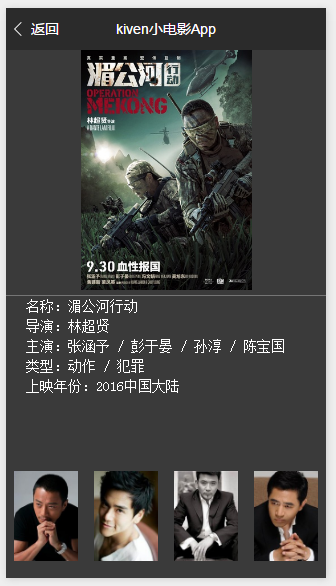 返回
kiven小电影App
湄公河
行动
OPERATION
MEKONG
林超贤
9.30 血性报国
名称：湄公河行动
导演：林超贤
主演：张涵予 / 彭于晏 / 孙淳 / 陈宝国
类型：动作 / 犯罪
上映年份：2016中国大陆